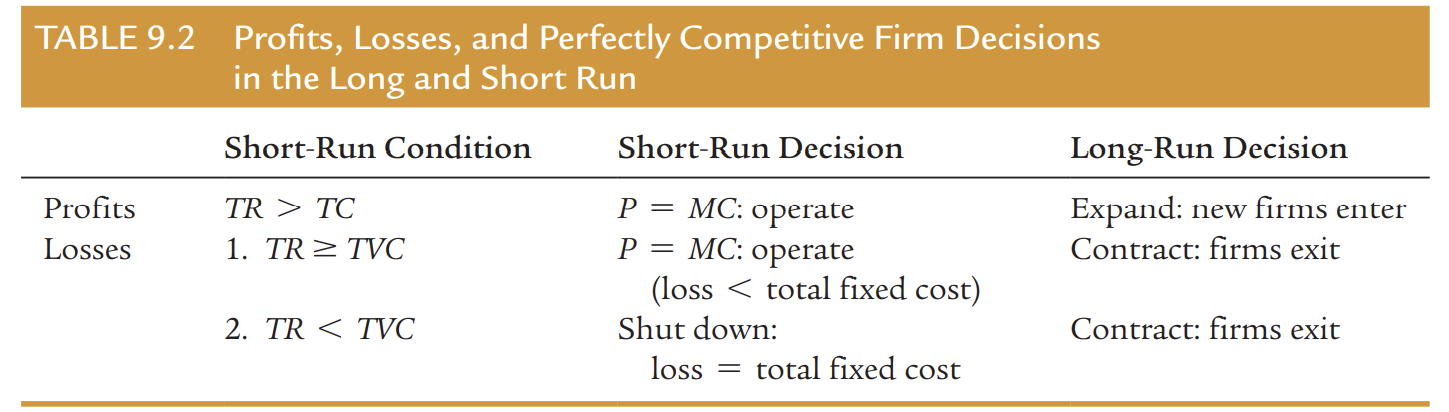 TABLE 9.2 Profits, Losses, and Perfectly Competitive Firm Decisions
in the Long and Short Run
Short-Run Condition Short-Run Decision Long-Run Decision
Profits TR > TC P = MC: operate Expand: new firms enter
Losses 1. TR ≥ TVC P = MC: operate Contract: firms exit
(loss < total fixed cost)
2. TR < TVC Shut down: Contract: firms exit
loss = total fixed cost